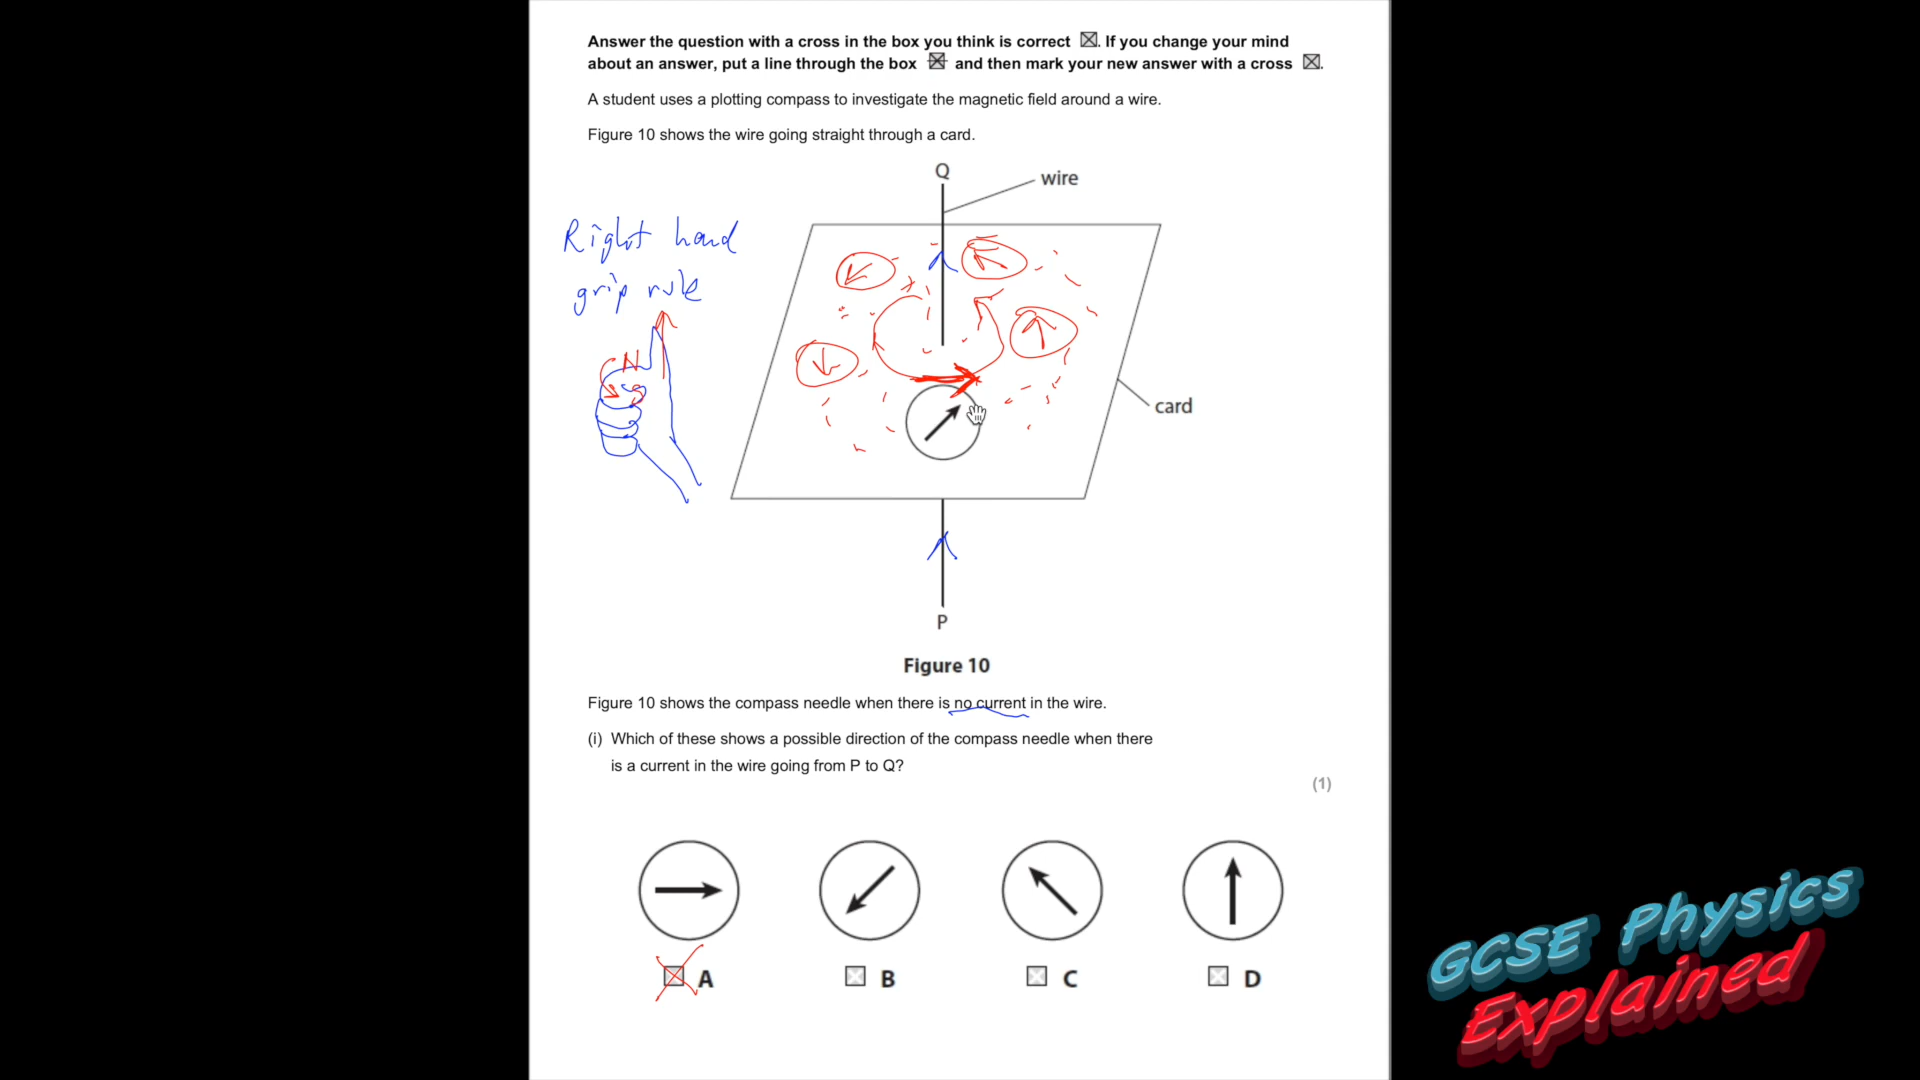 Answer the question with a cross in the box you think is correct ☒. If you change your mind
about an answer, put a line through the box ☒ and then mark your new answer with a cross ☒.
A student uses a plotting compass to investigate the magnetic field around a wire.
Figure 10 shows the wire going straight through a card.
Q
wire
Right hand
grip rule
N
S
card
P
Figure 10
Figure 10 shows the compass needle when there is no current in the wire.
(i) Which of these shows a possible direction of the compass needle when there
is a current in the wire going from P to Q?
(1)
A B C D
GCSE Physics
Explained